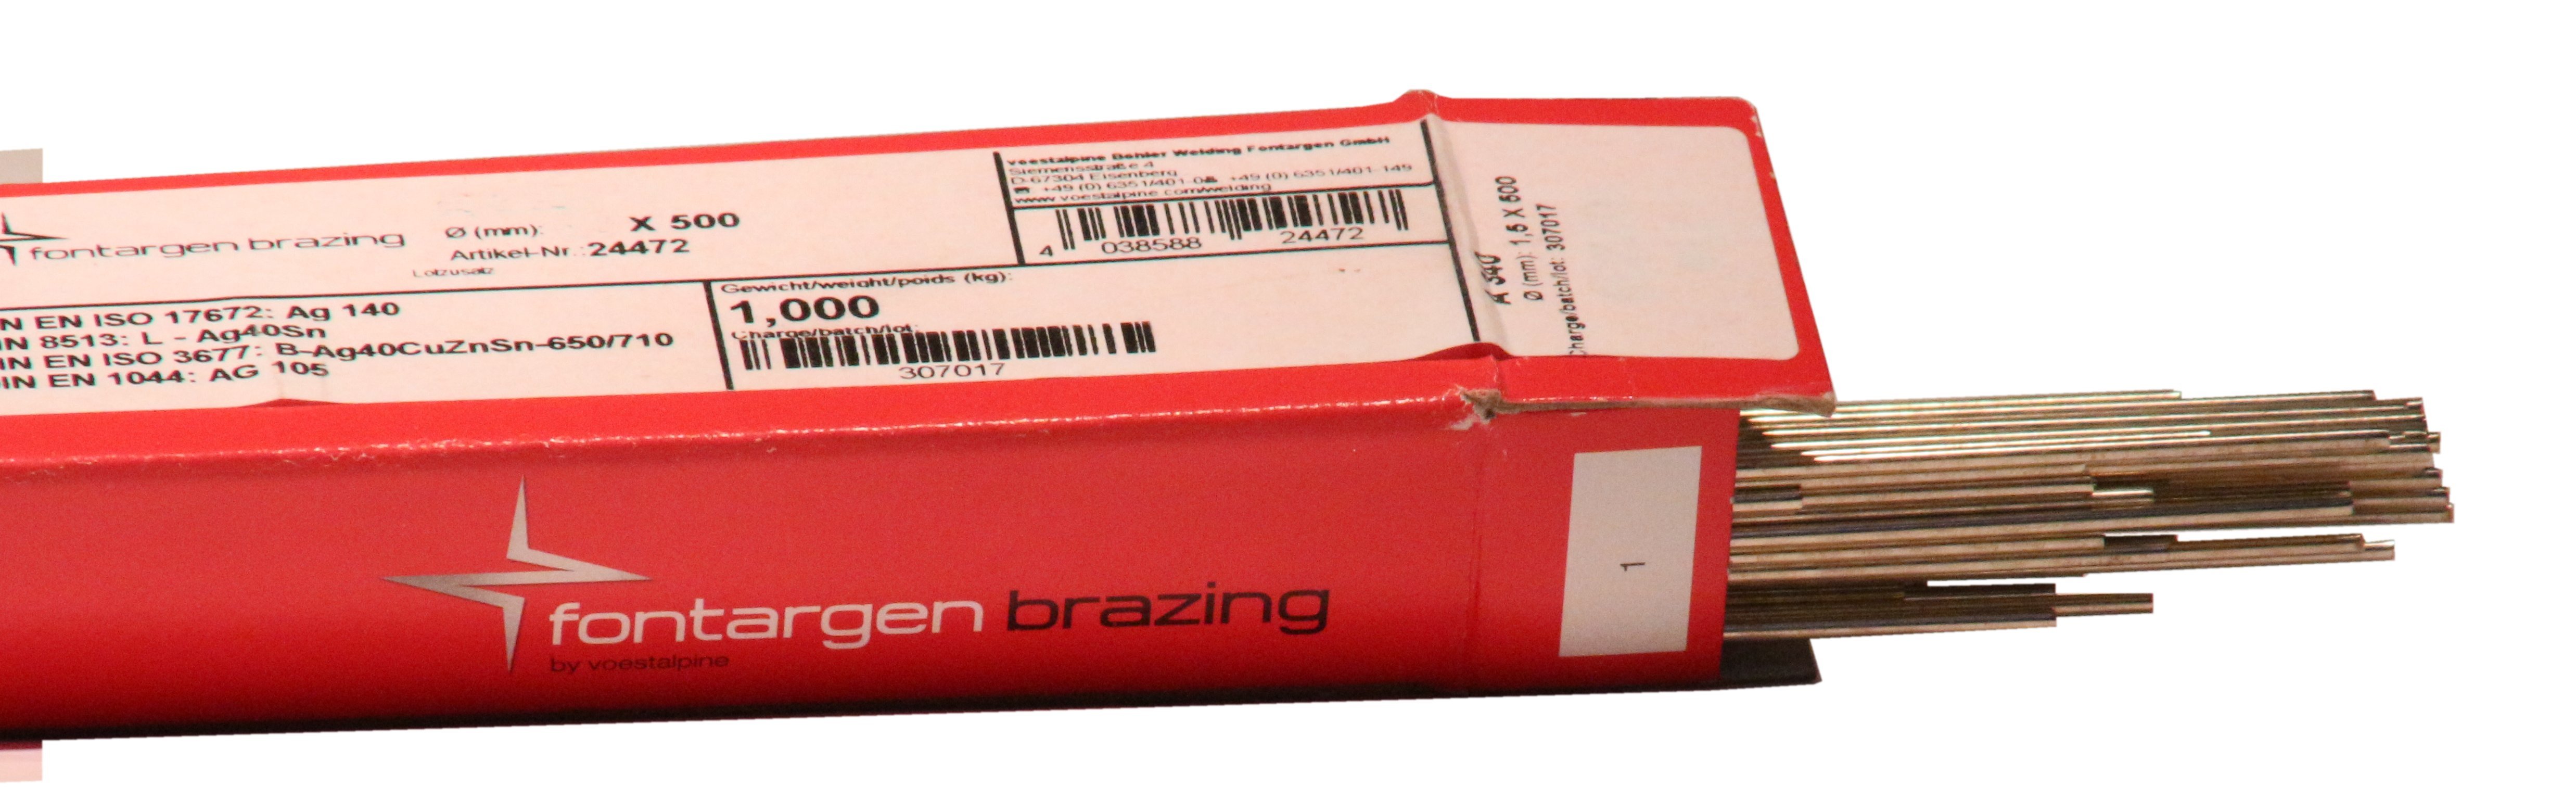 fontargen brazing
Ø (mm): X 500
Artikel-Nr.: 24472
Lotzusatz
voestalpine Böhler Welding Fontargen GmbH
Siemensstraße 4
D-67304 Eisenberg
+49 (0) 6351/401-0 +49 (0) 6351/401-149
www.voestalpine.com/welding
4 038588 24472
N EN ISO 17672: Ag 140
IN 8513: L - Ag40Sn
IN EN ISO 3677: B-Ag40CuZnSn-650/710
IN EN 1044: AG 105
Gewicht/weight/poids (kg):
1,000
Charge/batch/lot:
307017
A 340
Ø (mm): 1,5 X 500
Charge/batch/lot: 307017
fontargen brazing
by voestalpine
1